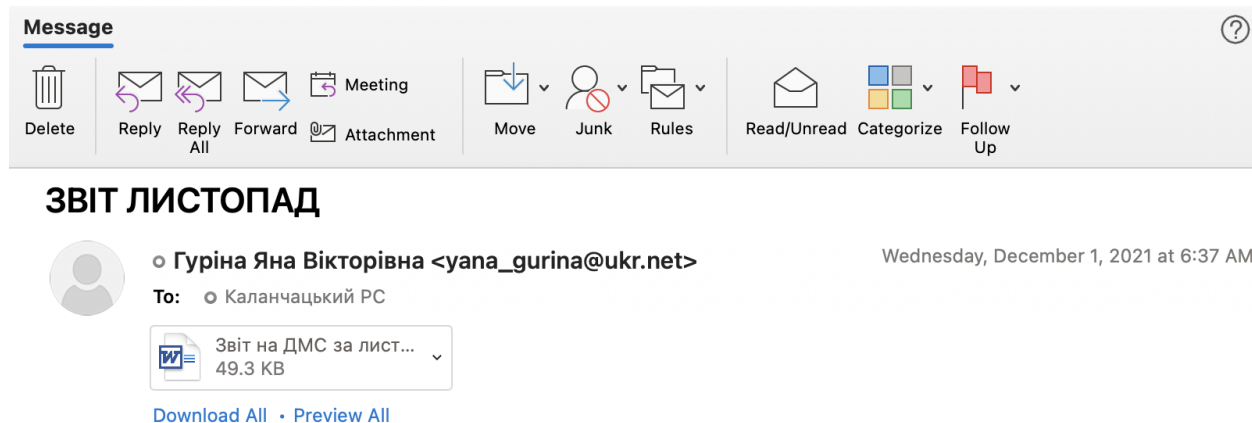 Message
Delete
Reply
Reply All
Forward
Meeting
Attachment
Move
Junk
Rules
Read/Unread
Categorize
Follow Up
ЗВІТ ЛИСТОПАД
Гуріна Яна Вікторівна <yana_gurina@ukr.net>
Wednesday, December 1, 2021 at 6:37 AM
To: Каланчацький РС
Звіт на ДМС за лист...
49.3 KB
Download All • Preview All